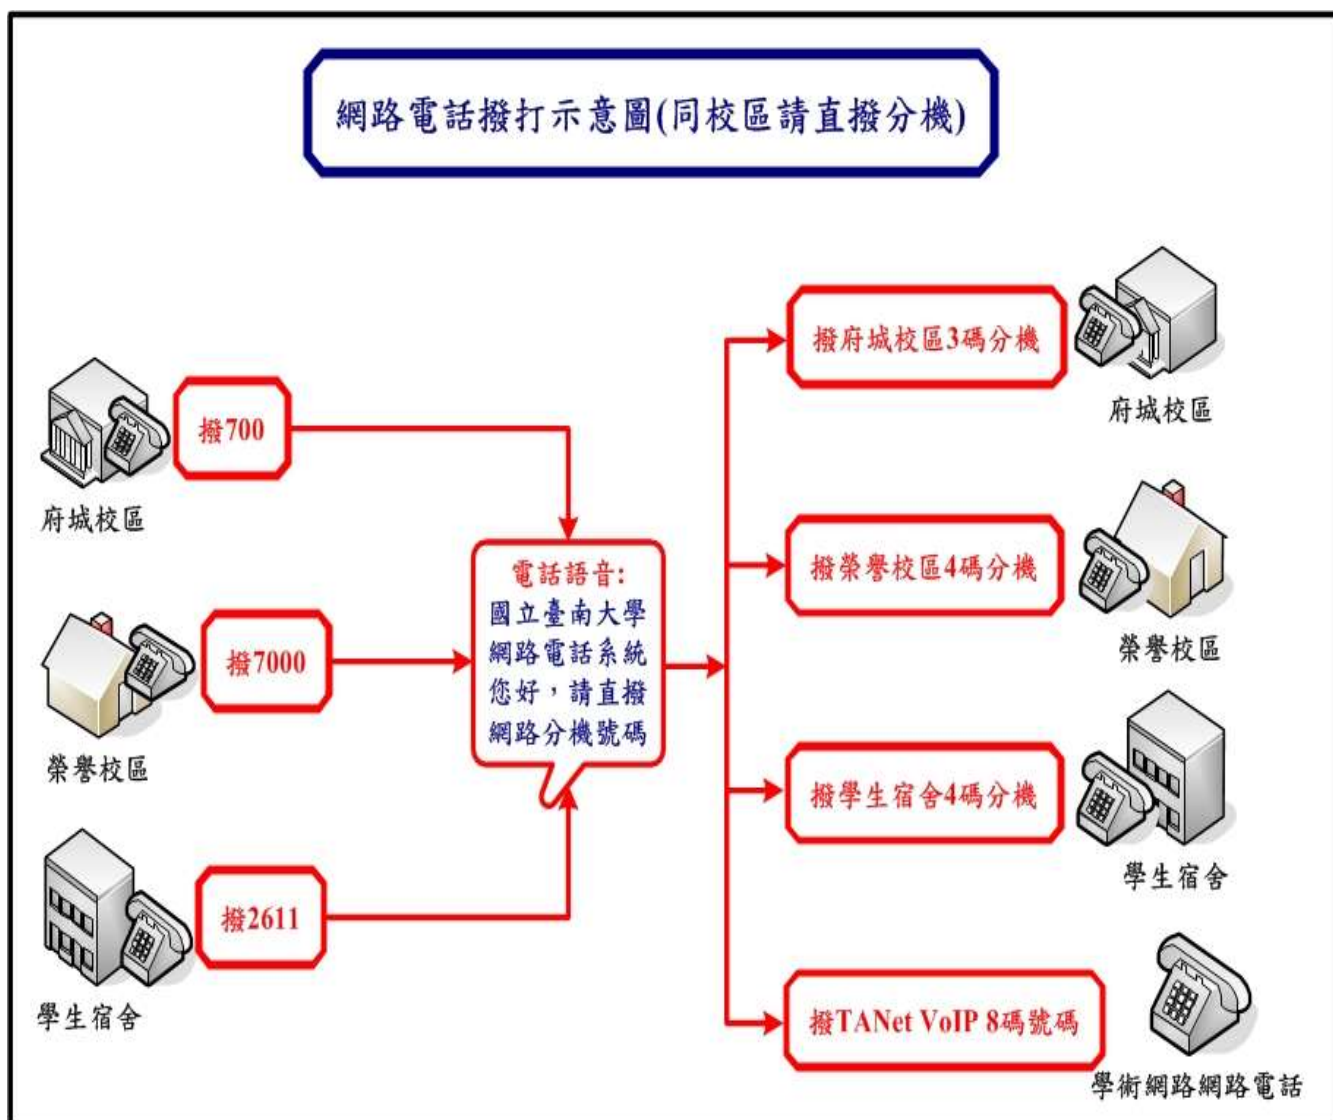 網路電話撥打示意圖(同校區請直撥分機)
撥700
府城校區
撥7000
榮譽校區
撥2611
學生宿舍
電話語音:
國立臺南大學
網路電話系統
您好，請直撥
網路分機號碼
撥府城校區3碼分機
府城校區
撥榮譽校區4碼分機
榮譽校區
撥學生宿舍4碼分機
學生宿舍
撥TANet VoIP 8碼號碼
學術網路網路電話